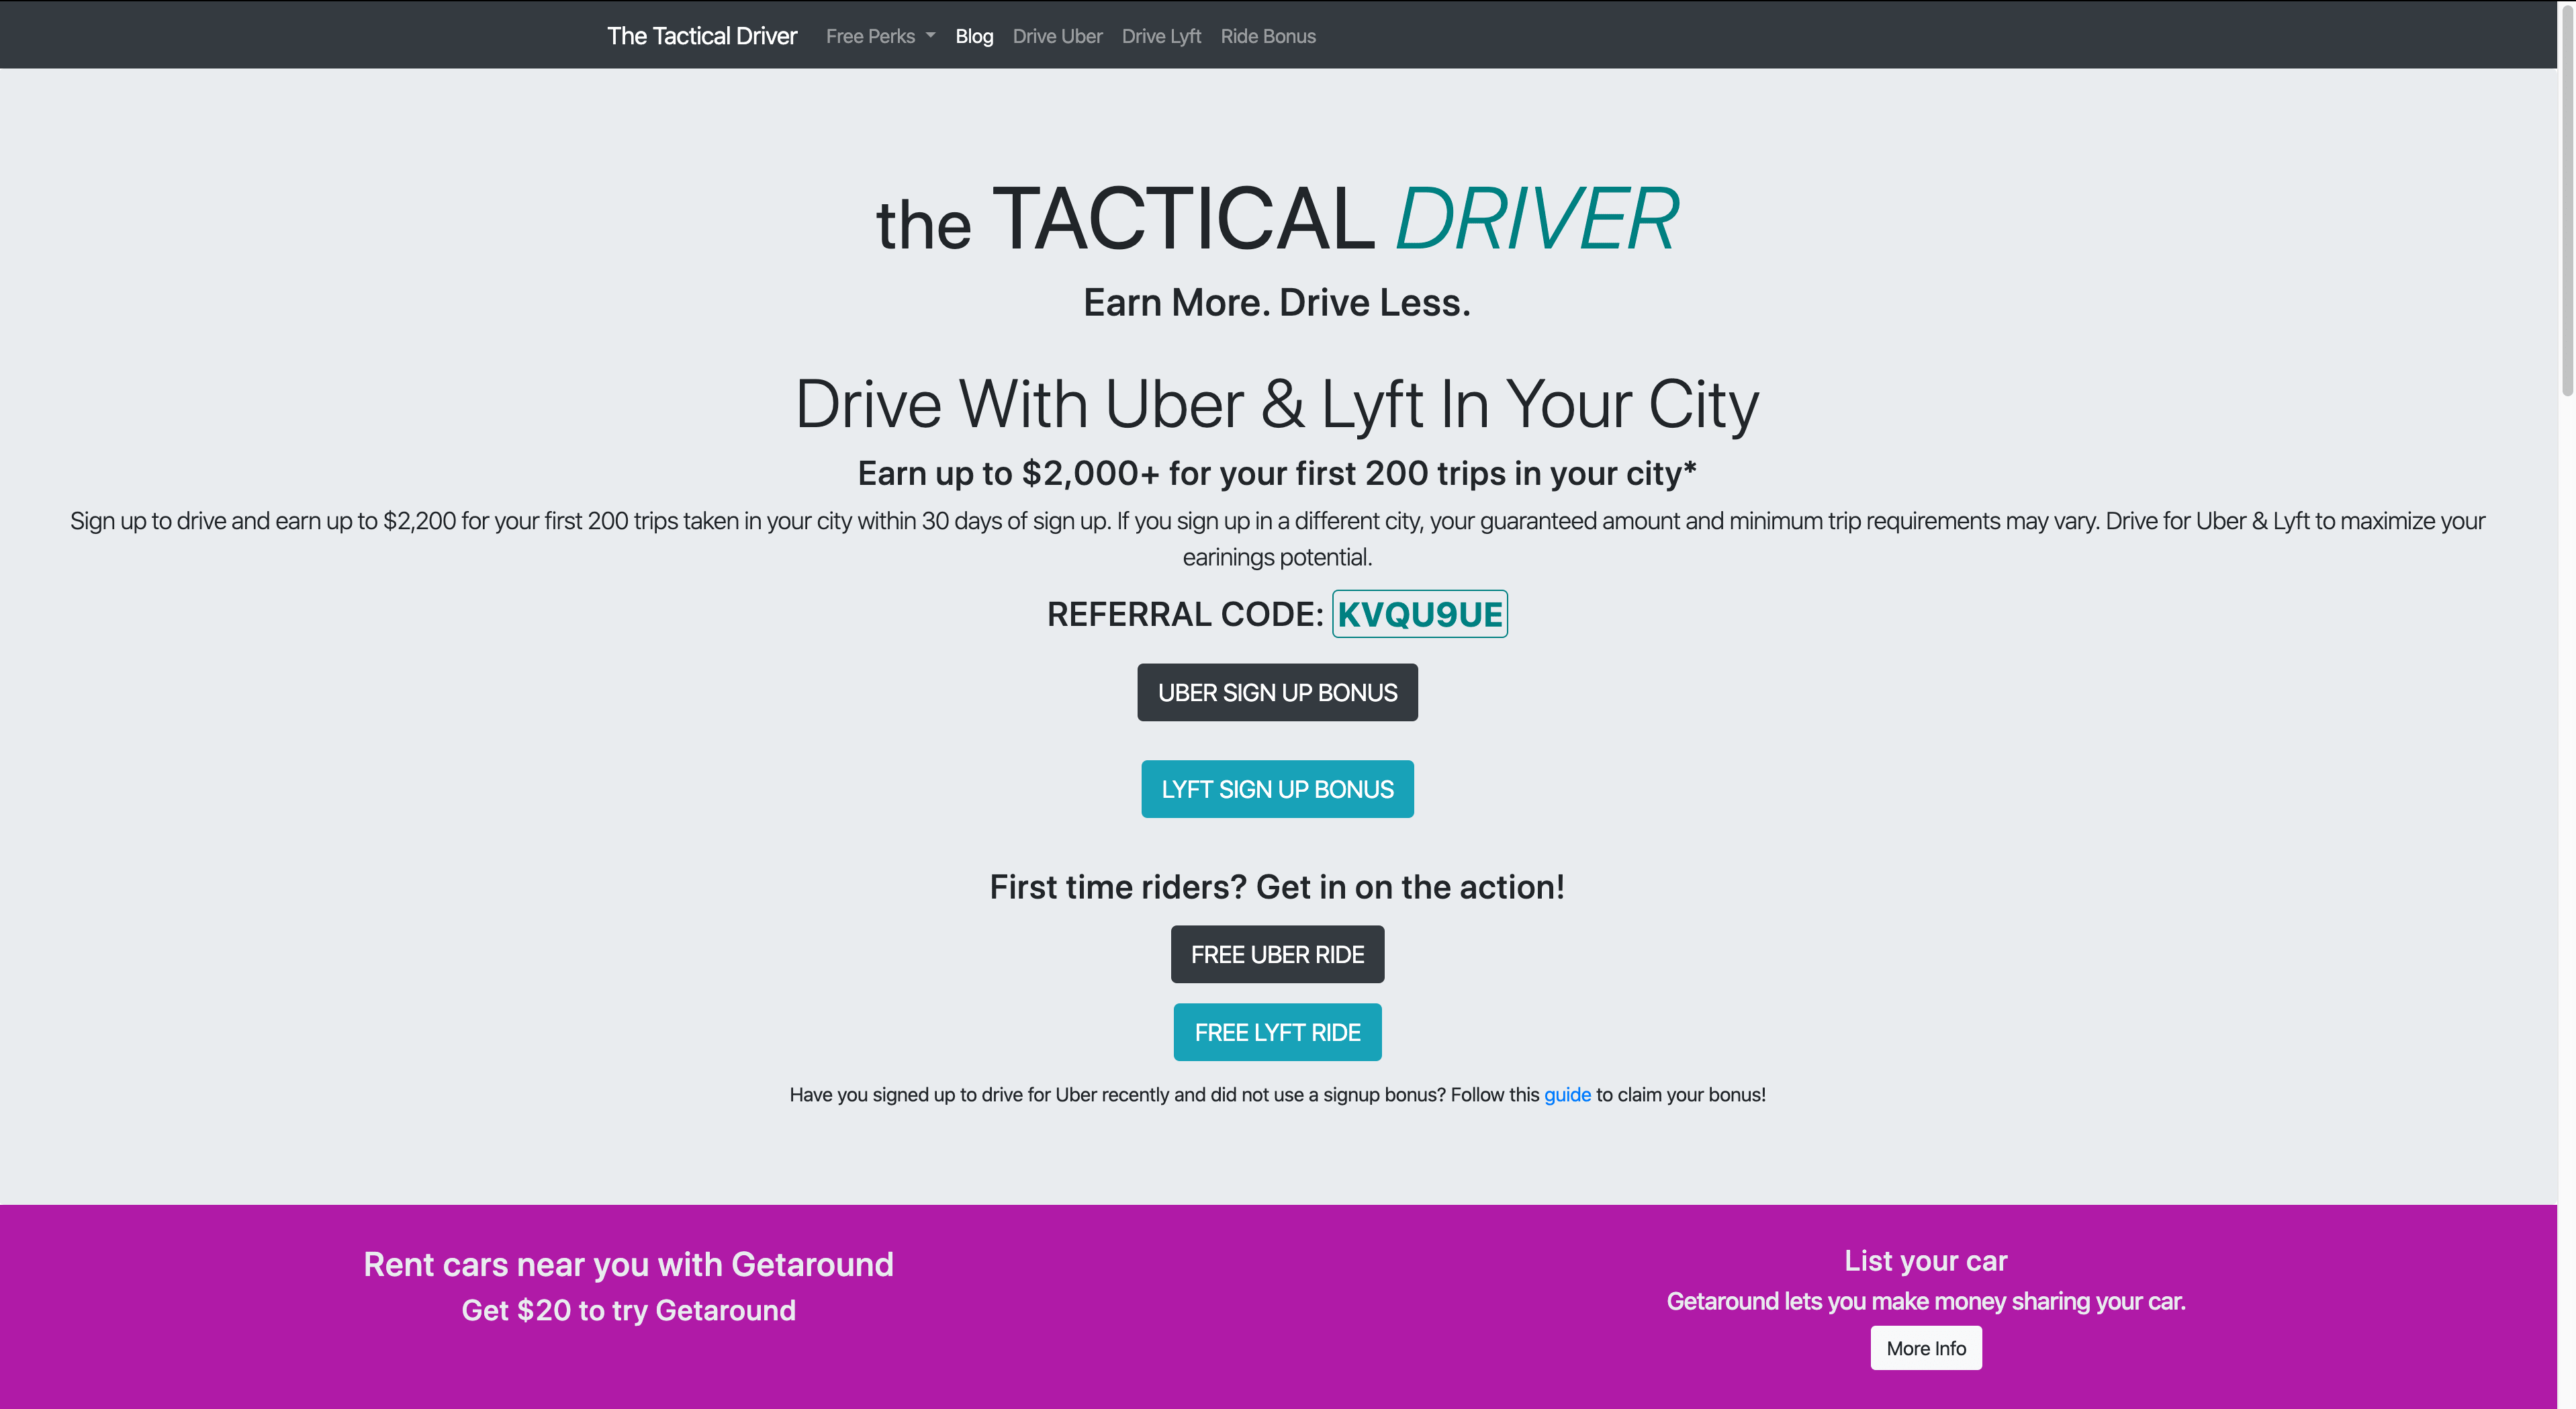 The Tactical Driver Free Perks Blog Drive Uber Drive Lyft Ride Bonus
the TACTICAL DRIVER
Earn More. Drive Less.
Drive With Uber & Lyft In Your City
Earn up to $2,000+ for your first 200 trips in your city*
Sign up to drive and earn up to $2,200 for your first 200 trips taken in your city within 30 days of sign up. If you sign up in a different city, your guaranteed amount and minimum trip requirements may vary. Drive for Uber & Lyft to maximize your
earinings potential.
REFERRAL CODE: KVQU9UE
UBER SIGN UP BONUS
LYFT SIGN UP BONUS
First time riders? Get in on the action!
FREE UBER RIDE
FREE LYFT RIDE
Have you signed up to drive for Uber recently and did not use a signup bonus? Follow this guide to claim your bonus!
Rent cars near you with Getaround
Get $20 to try Getaround
List your car
Getaround lets you make money sharing your car.
More Info